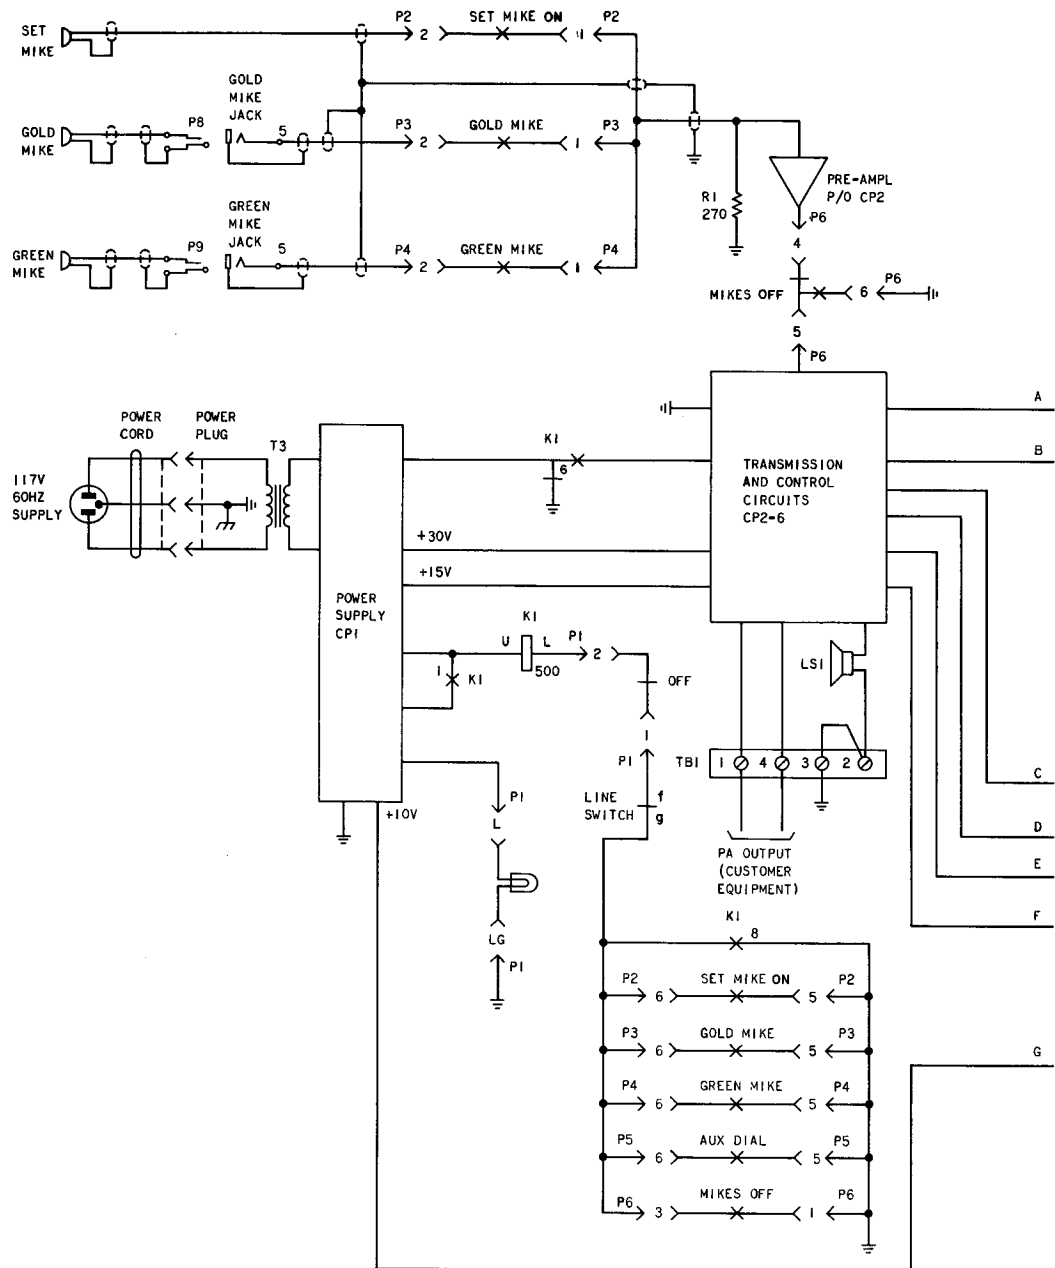 P2 SET MIKE ON P2
SET
MIKE
2 1
GOLD
MIKE
JACK
P8
GOLD
MIKE
5
P3 GOLD MIKE P3
2 1
GREEN
MIKE
JACK
P9
GREEN
MIKE
5
P4 GREEN MIKE P4
2 1
R1
270
PRE-AMPL
P/O CP2
P6
4
MIKES OFF
P6
6
5
P6
POWER
CORD
POWER
PLUG
T3
117V
60HZ
SUPPLY
K1
6
+30V
+15V
POWER
SUPPLY
CP1
TRANSMISSION
AND CONTROL
CIRCUITS
CP2-6
A
B
K1
U L
500
P1
2
1 K1
OFF
1
P1
LS1
TB1 1 4 3 2
LINE
SWITCH
f
g
+10V
P1
L
LG
P1
PA OUTPUT
(CUSTOMER
EQUIPMENT)
C
D
E
F
K1
8
P2 SET MIKE ON P2
6 5
P3 GOLD MIKE P3
6 5
P4 GREEN MIKE P4
6 5
P5 AUX DIAL P5
6 5
P6 MIKES OFF P6
3 1
G